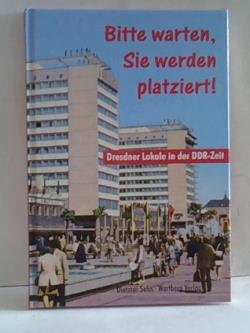 Bitte warten,
Sie werden
platziert!
Dresdner Lokale in der DDR-Zeit
Dietmar Sehn · Wartberg Verlag